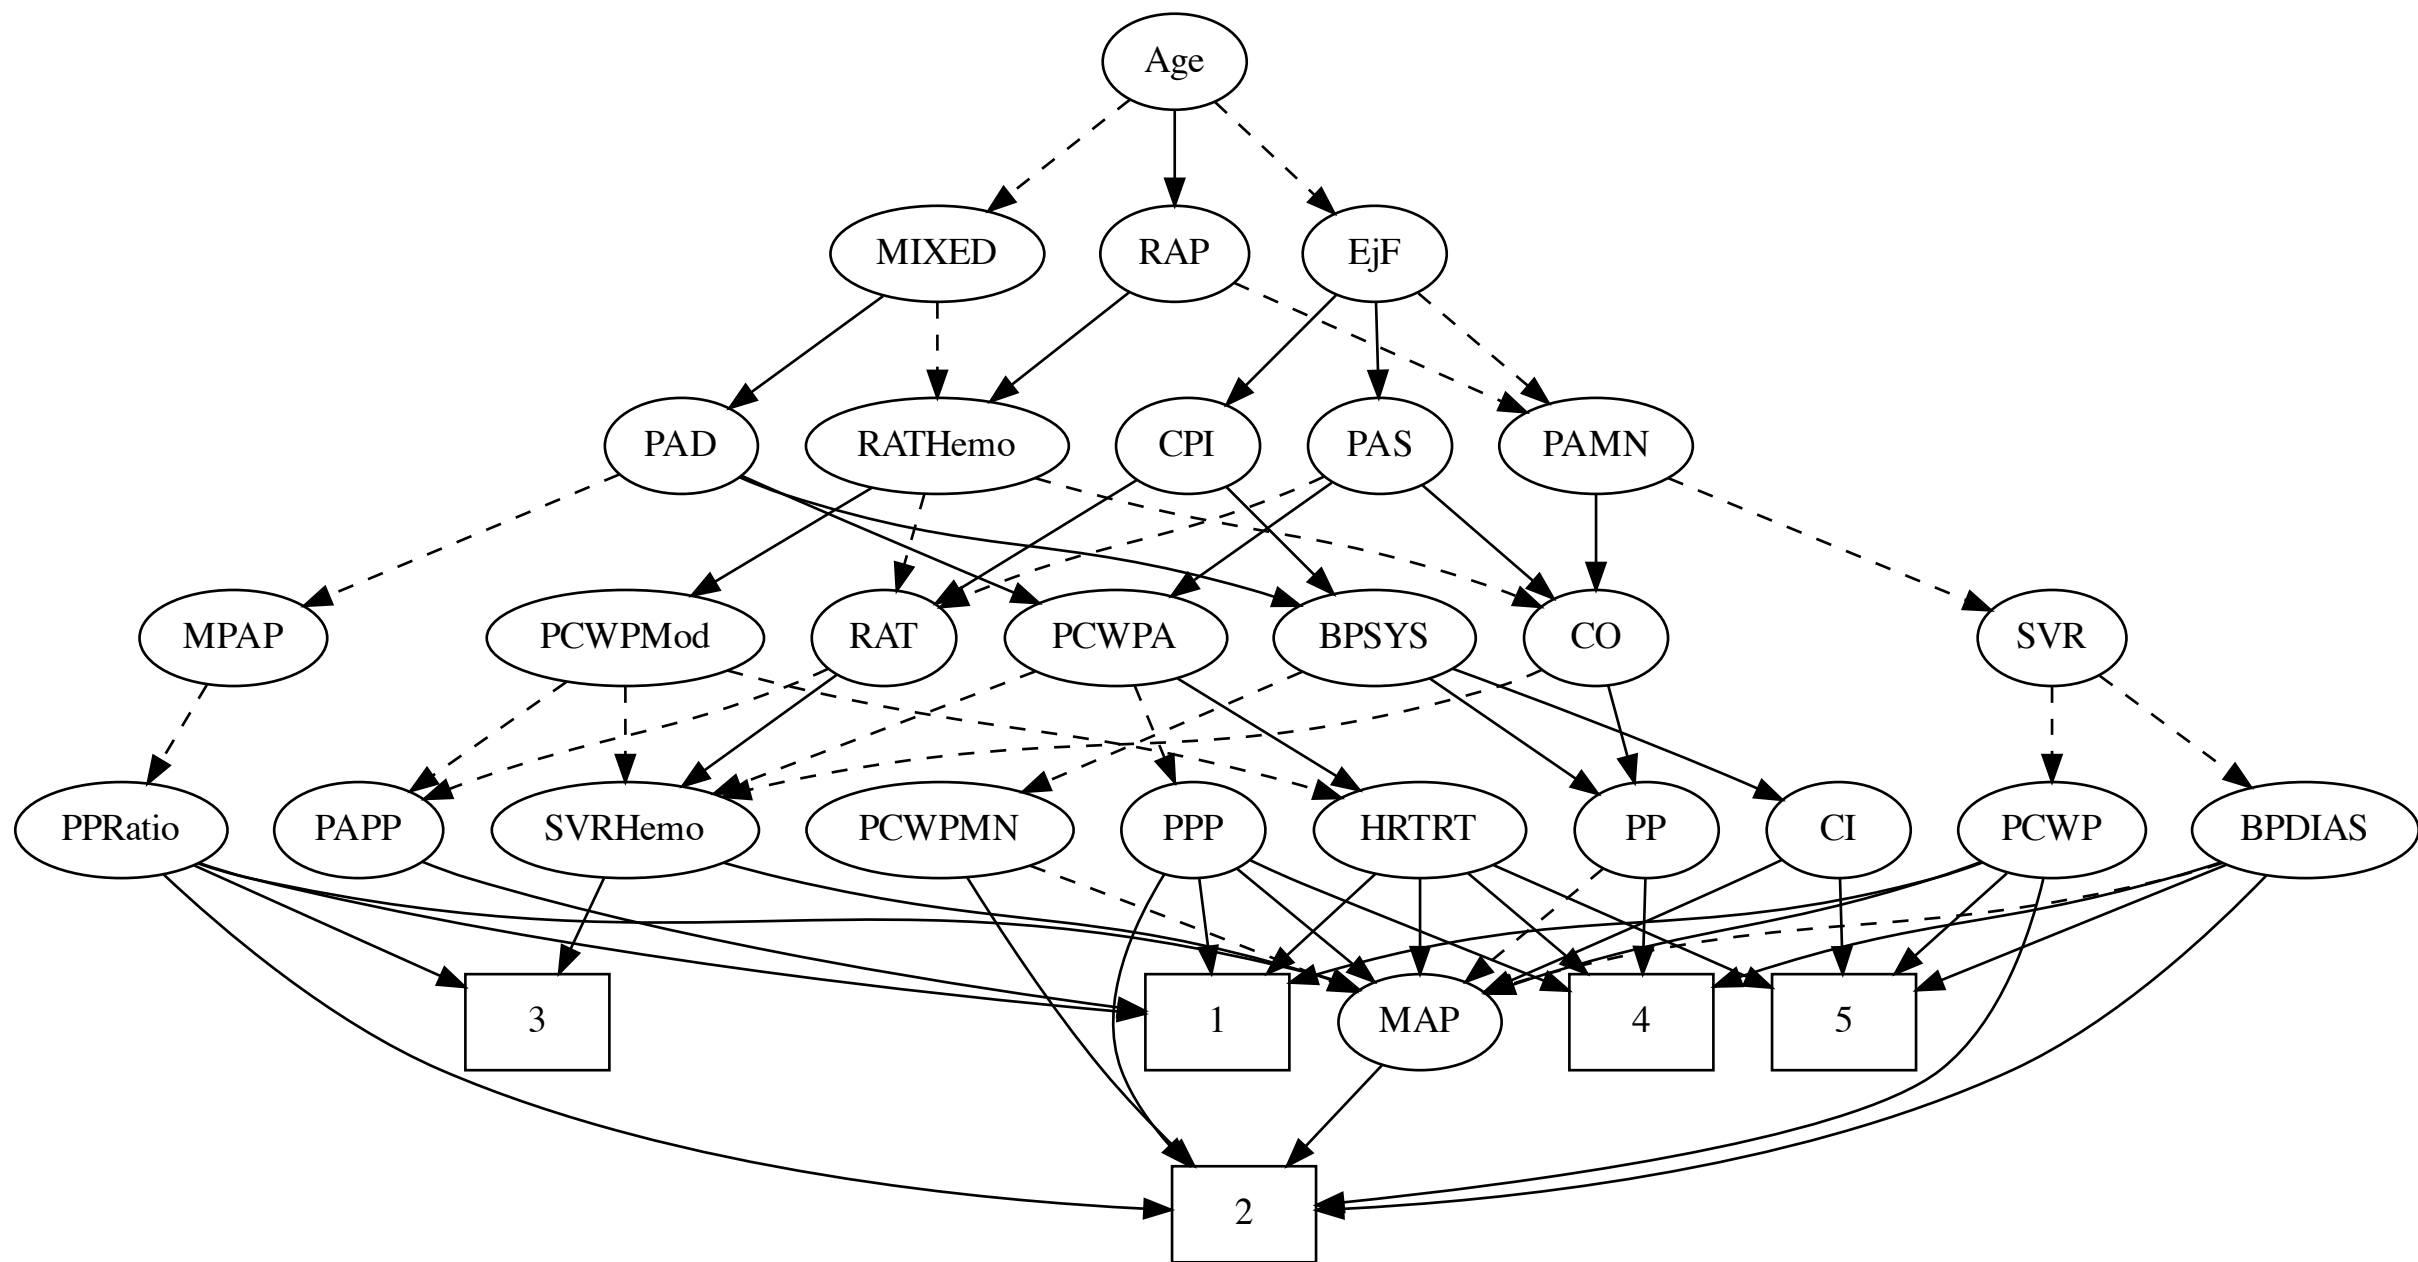 Age
MIXED
RAP
EjF
PAD
RATHemo
CPI
PAS
PAMN
MPAP
PCWPMod
RAT
PCWPA
BPSYS
CO
SVR
PPRatio
PAPP
SVRHemo
PCWPMN
PPP
HRTRT
PP
CI
PCWP
BPDIAS
3
1
MAP
4
5
2